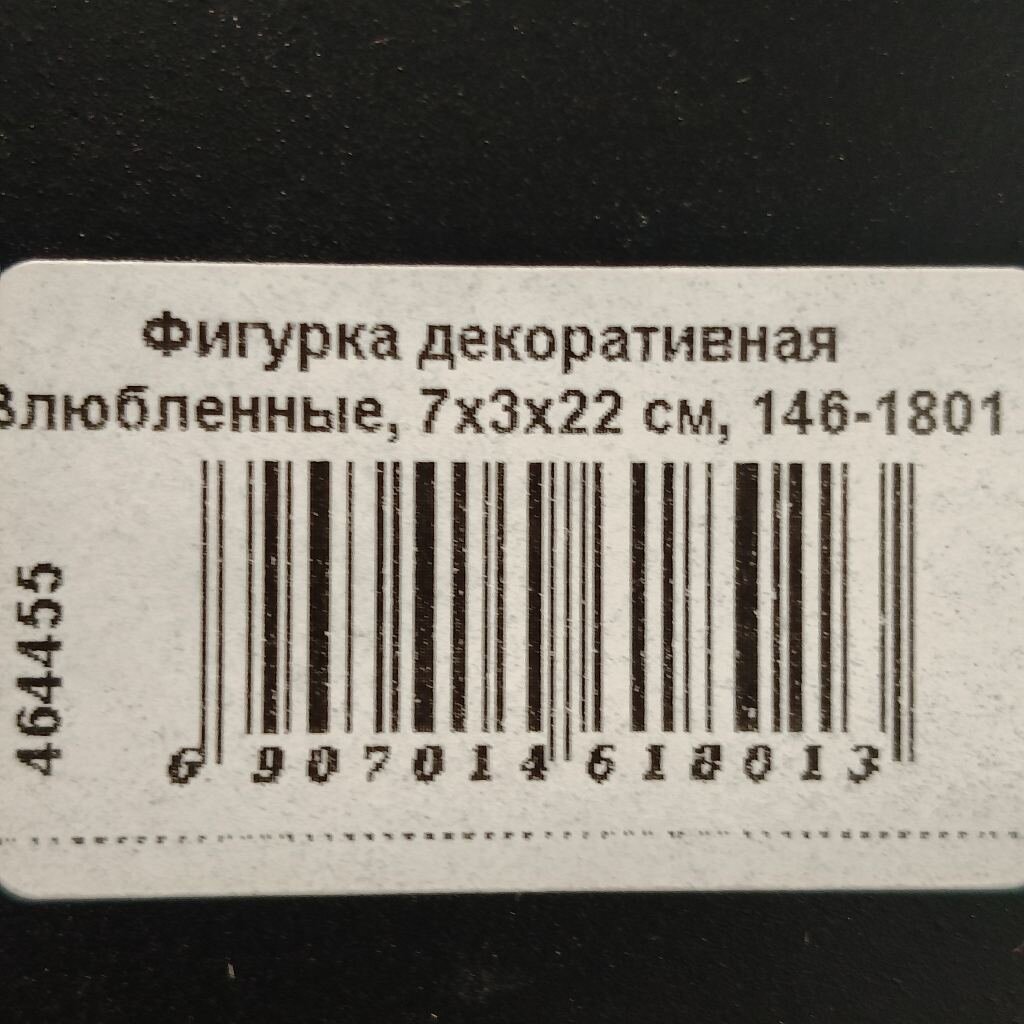 Фигурка декоративная
Влюбленные, 7х3х22 см, 146-1801
464455
6 907014 618013